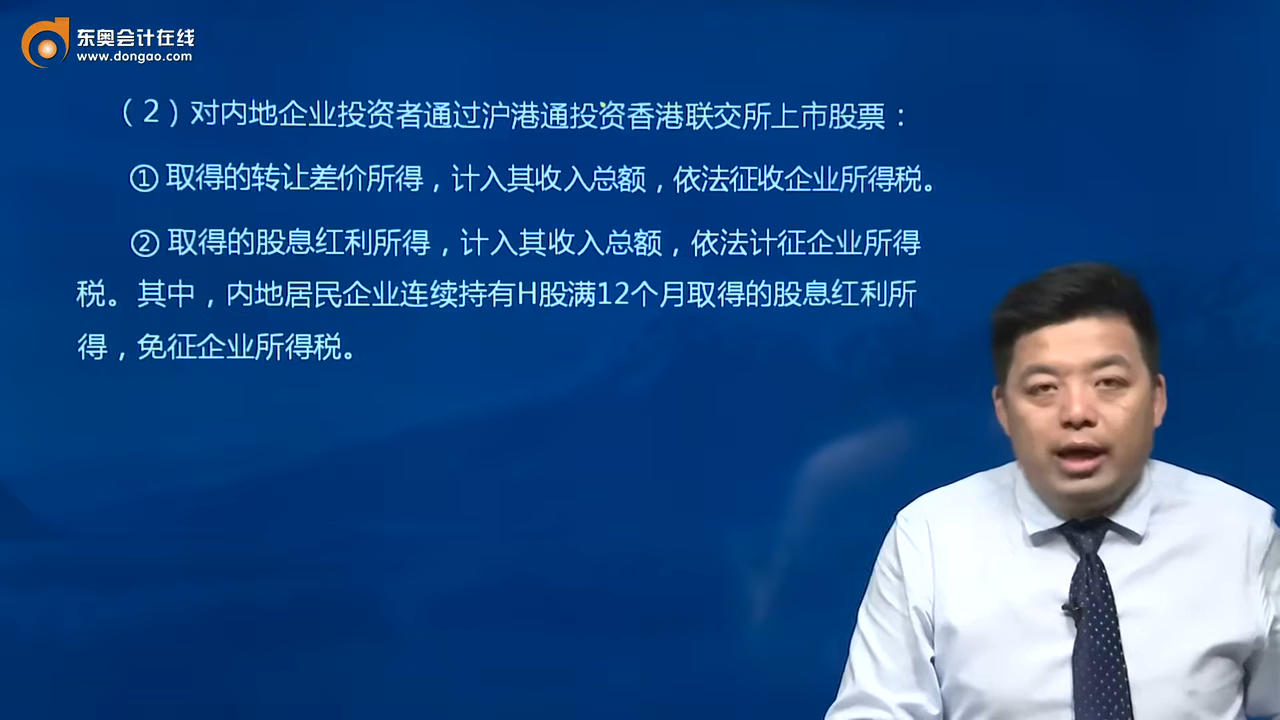 东奥会计在线
www.dongao.com
（2）对内地企业投资者通过沪港通投资香港联交所上市股票：
① 取得的转让差价所得，计入其收入总额，依法征收企业所得税。
② 取得的股息红利所得，计入其收入总额，依法计征企业所得
税。其中，内地居民企业连续持有H股满12个月取得的股息红利所
得，免征企业所得税。